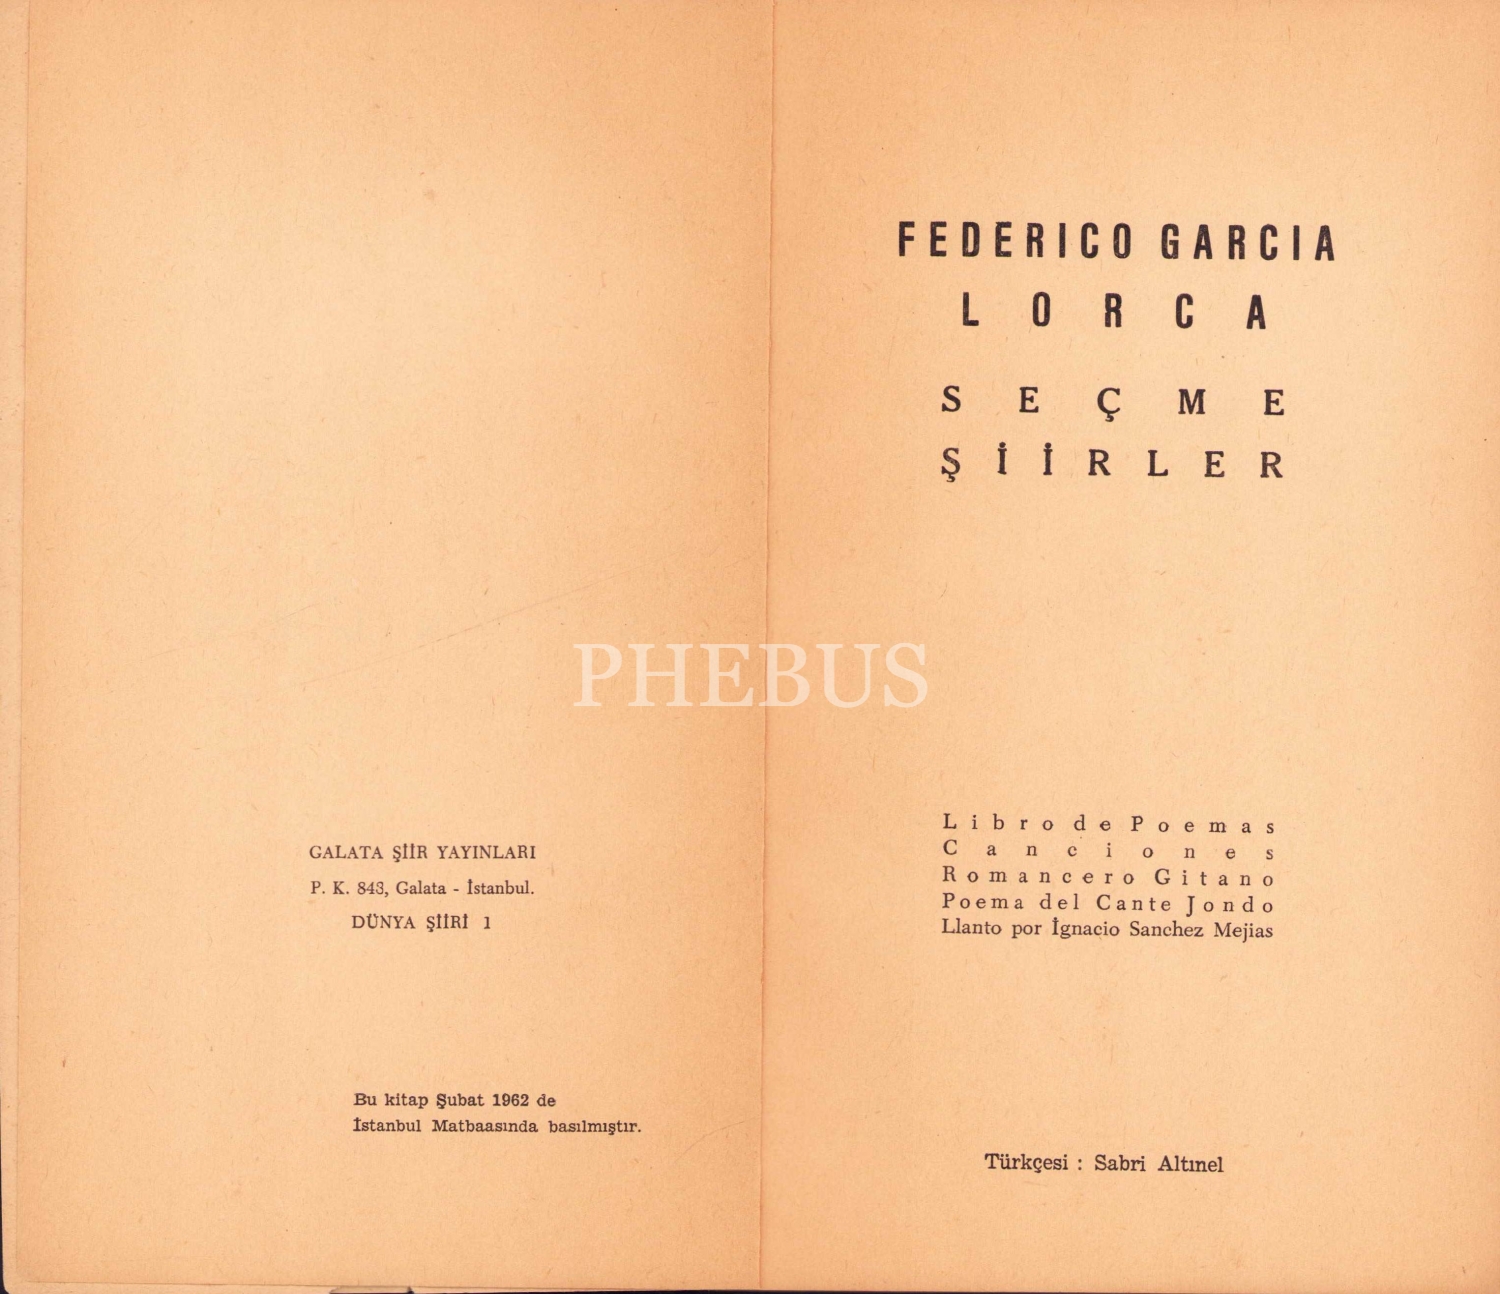 GALATA ŞİİR YAYINLARI
P. K. 843, Galata - İstanbul.
DÜNYA ŞİİRİ 1
Bu kitap Şubat 1962 de
İstanbul Matbaasında basılmıştır.
FEDERICO GARCIA
LORCA
SEÇME
ŞİİRLER
PHEBUS
Libro de Poemas
Canciones
Romancero Gitano
Poema del Cante Jondo
Llanto por İgnacio Sanchez Mejias
Türkçesi : Sabri Altınel